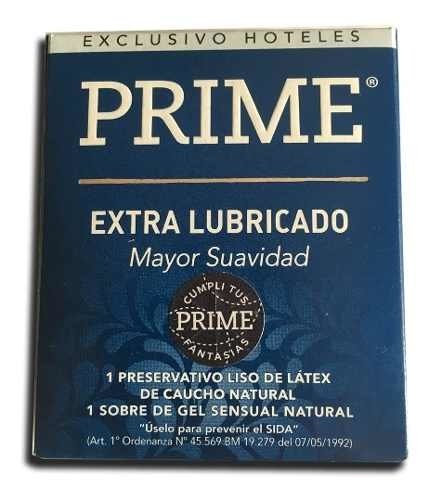 EXCLUSIVO HOTELES
PRIME®
EXTRA LUBRICADO
Mayor Suavidad
CUMPLI TUS
PRIME
FANTASIAS
1 PRESERVATIVO LISO DE LÁTEX
DE CAUCHO NATURAL
1 SOBRE DE GEL SENSUAL NATURAL
"Úselo para prevenir el SIDA"
(Art. 1º Ordenanza Nº 45.569 BM 19.279 del 07/05/1992)